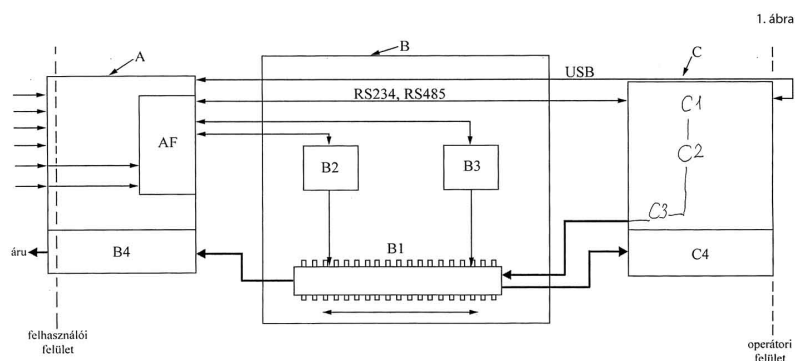 1. ábra
A
B
C
USB
RS234, RS485
C1
AF
C2
B2
B3
C3
B1
áru
B4
C4
felhasználói
felület
operátori
felület